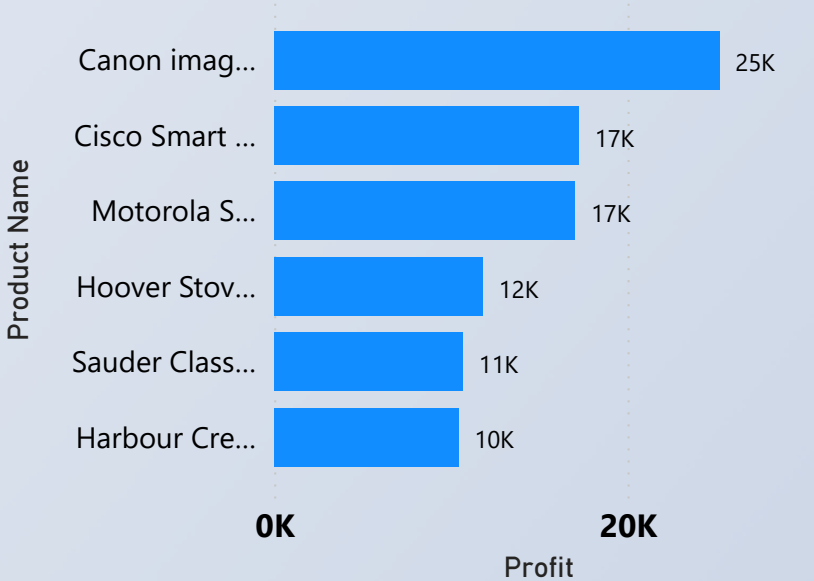 Product Name
Canon imag...
25K
Cisco Smart ...
17K
Motorola S...
17K
Hoover Stov...
12K
Sauder Class...
11K
Harbour Cre...
10K
0K
20K
Profit